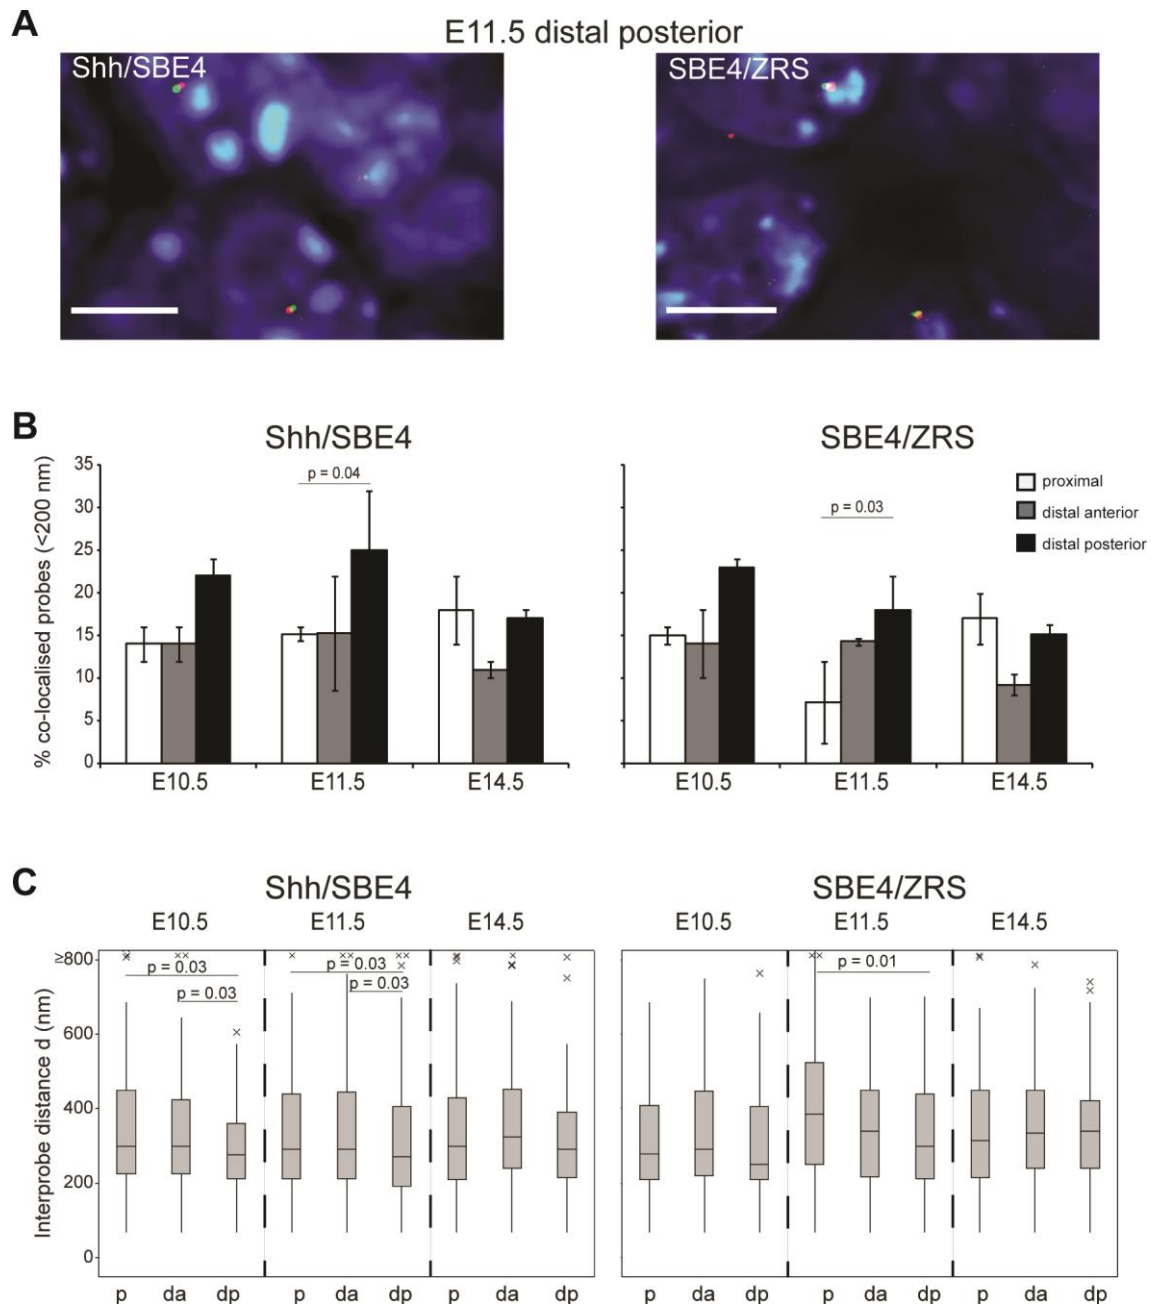 A
E11.5 distal posterior
Shh/SBE4
SBE4/ZRS
B
Shh/SBE4
SBE4/ZRS
% co-localised probes (<200 nm)
35
30
25
20
15
10
5
0
p = 0.04
p = 0.03
proximal
distal anterior
distal posterior
E10.5 E11.5 E14.5
E10.5 E11.5 E14.5
C
Shh/SBE4
SBE4/ZRS
E10.5 E11.5 E14.5
E10.5 E11.5 E14.5
Interprobe distance d (nm)
≥800
600
400
200
0
p = 0.03
p = 0.03
p = 0.03
p = 0.03
p = 0.01
p da dp p da dp p da dp
p da dp p da dp p da dp